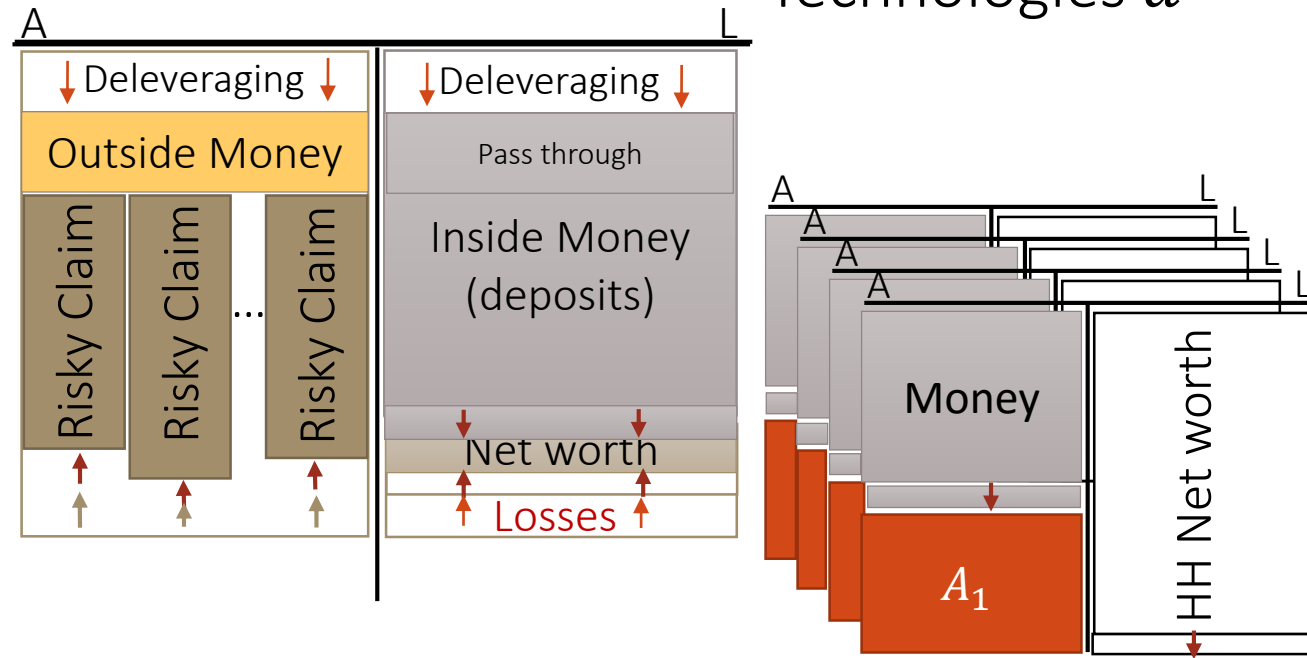 Technologies a
A L
Deleveraging Deleveraging
Outside Money
Pass through
Risky Claim
Risky Claim
...
Risky Claim
Inside Money
(deposits)
Net worth
Losses
A L
A L
A L
A L
Money
A₁
HH Net worth